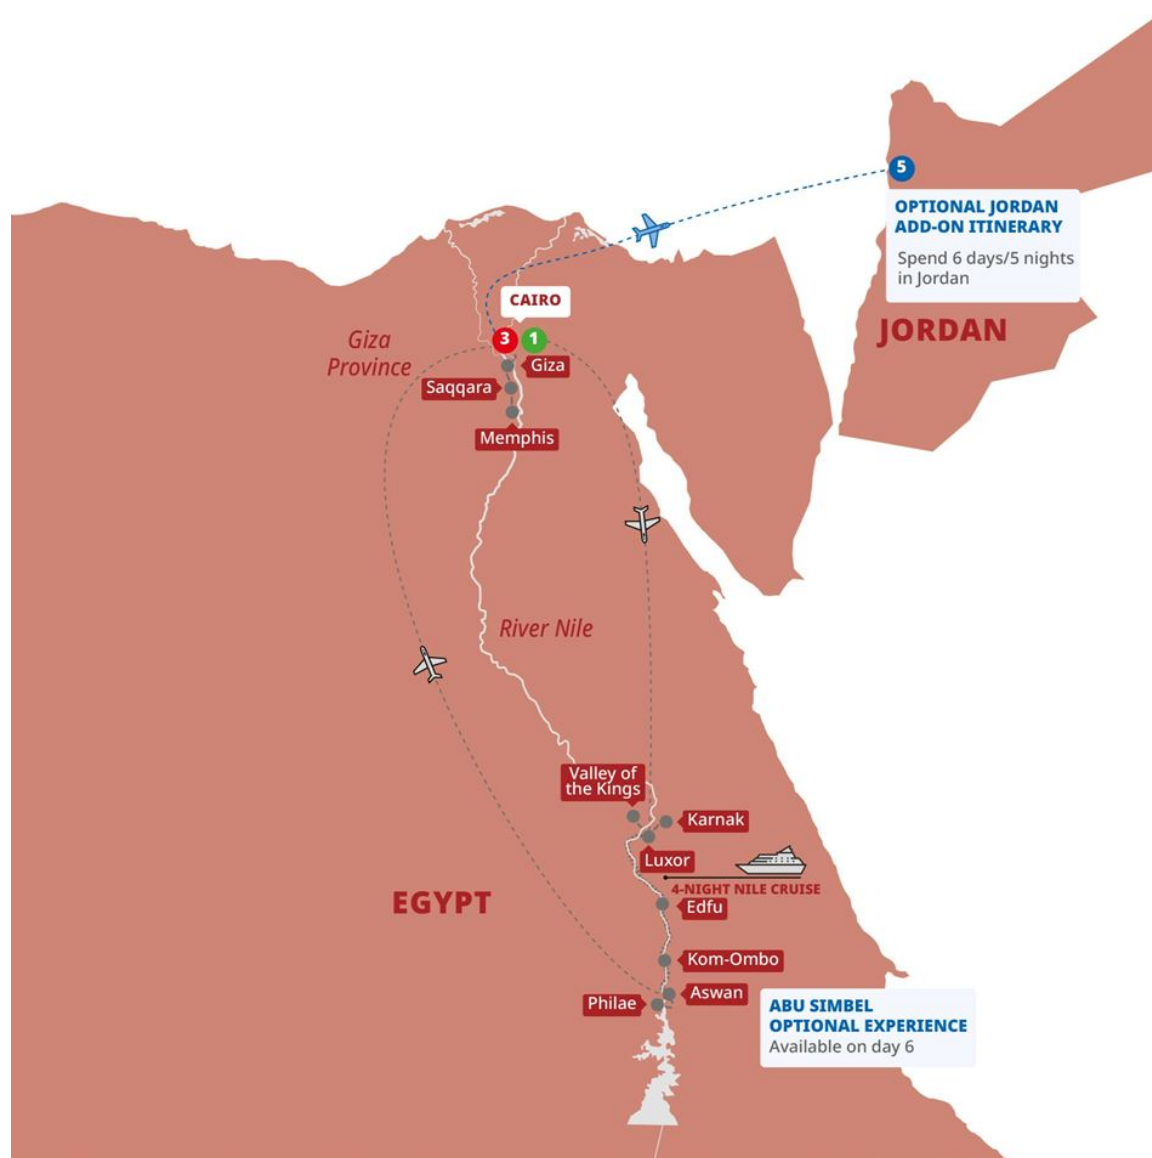 5
OPTIONAL JORDAN
ADD-ON ITINERARY
Spend 6 days/5 nights
in Jordan
JORDAN
CAIRO
3
1
Giza
Province
Giza
Saqqara
Memphis
River Nile
Valley of
the Kings
Karnak
Luxor
4-NIGHT NILE CRUISE
EGYPT
Edfu
Kom-Ombo
Aswan
Philae
ABU SIMBEL
OPTIONAL EXPERIENCE
Available on day 6